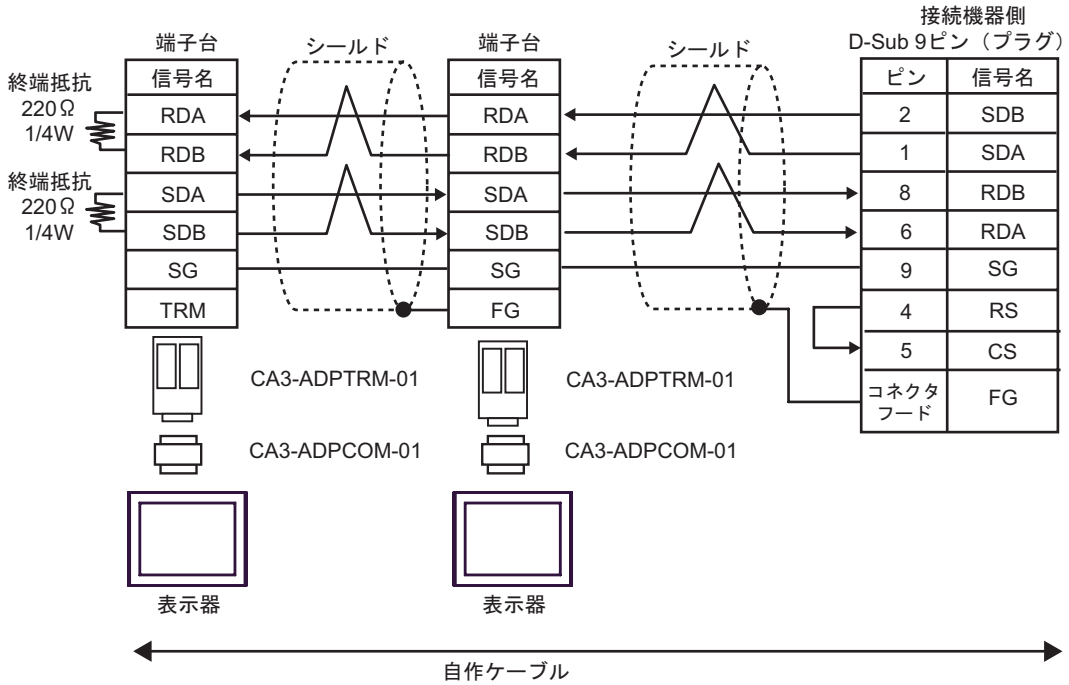 接続機器側
D-Sub 9ピン（プラグ）
端子台
シールド
端子台
シールド
終端抵抗
220Ω
1/4W
終端抵抗
220Ω
1/4W
信号名
RDA
RDB
SDA
SDB
SG
TRM
信号名
RDA
RDB
SDA
SDB
SG
FG
ピン 信号名
2 SDB
1 SDA
8 RDB
6 RDA
9 SG
4 RS
5 CS
コネクタ
フード
FG
CA3-ADPTRM-01
CA3-ADPTRM-01
CA3-ADPCOM-01
CA3-ADPCOM-01
表示器
表示器
自作ケーブル